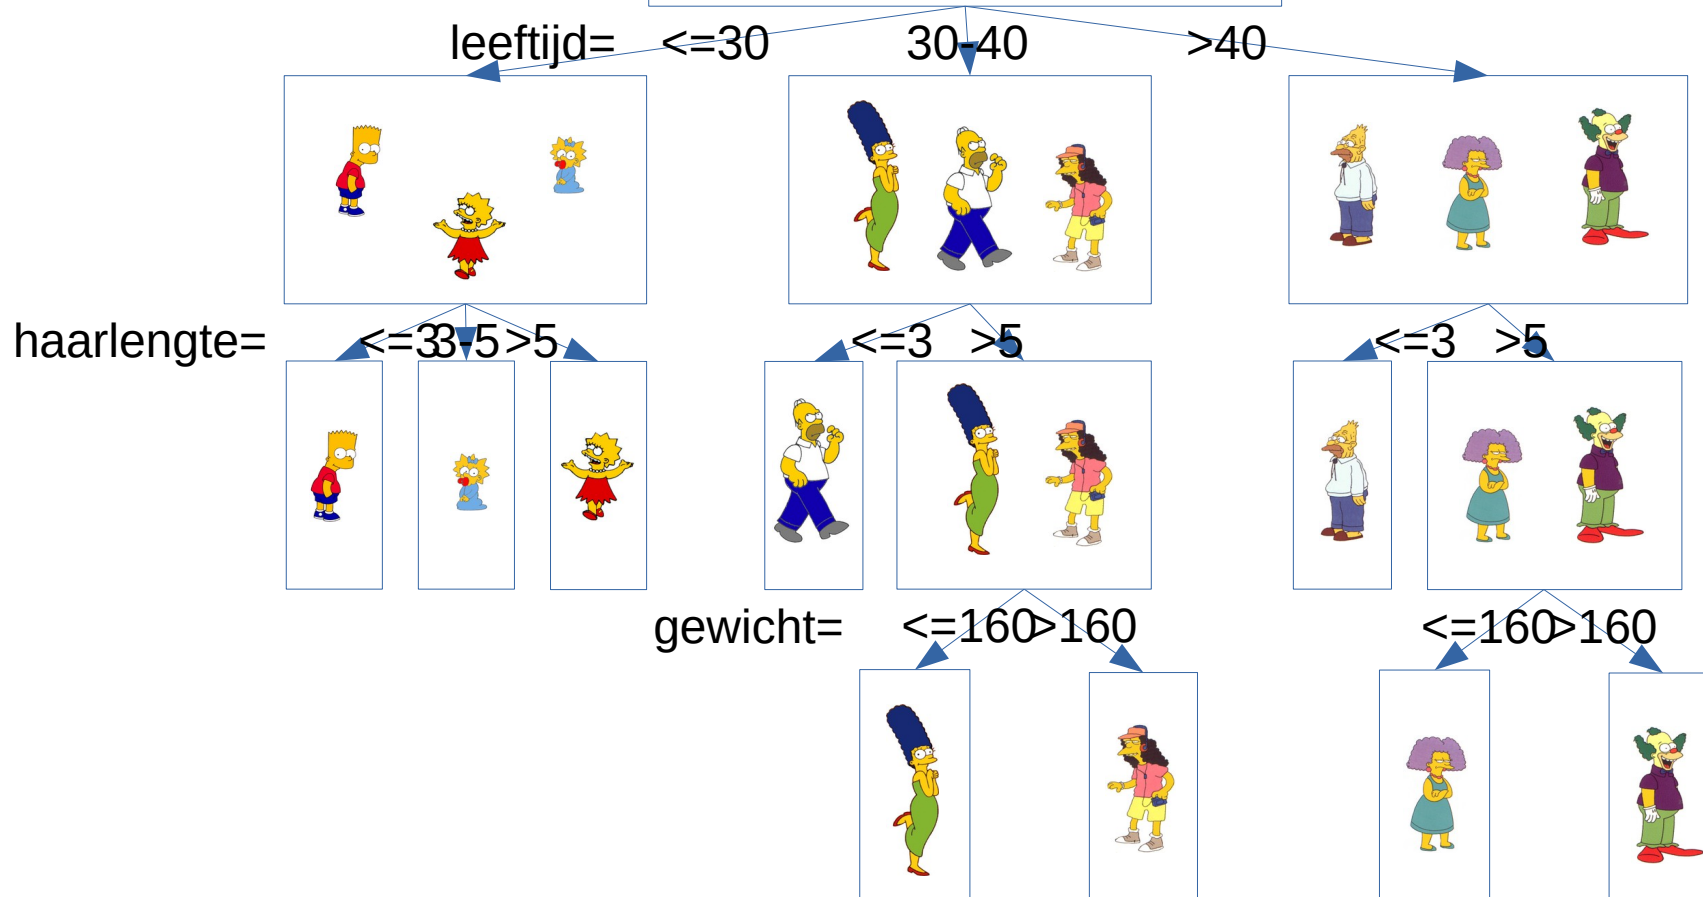 leeftijd= <=30 30-40 >40
haarlengte= <=3 3-5 >5 <=3 >5 <=3 >5
gewicht= <=160 >160 <=160 >160